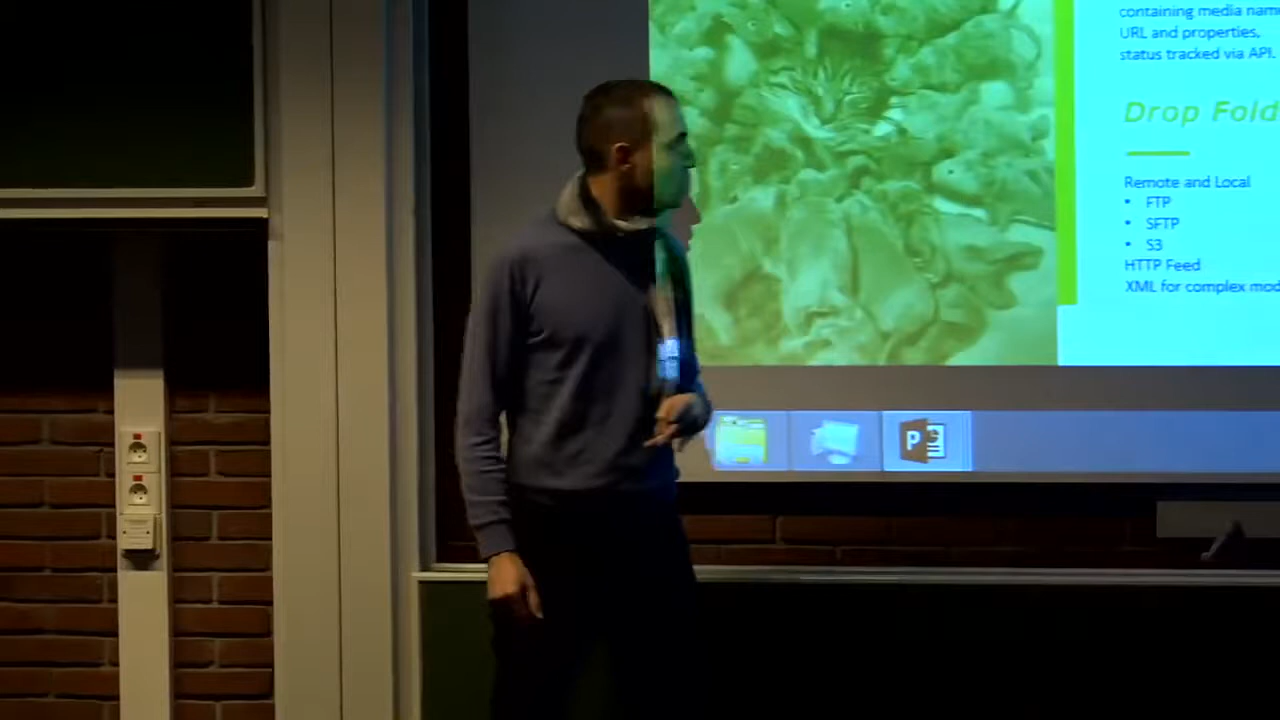 containing media nam
URL and properties,
status tracked via API.
Drop Fold
Remote and Local
• FTP
• SFTP
• S3
HTTP Feed
XML for complex mod
P